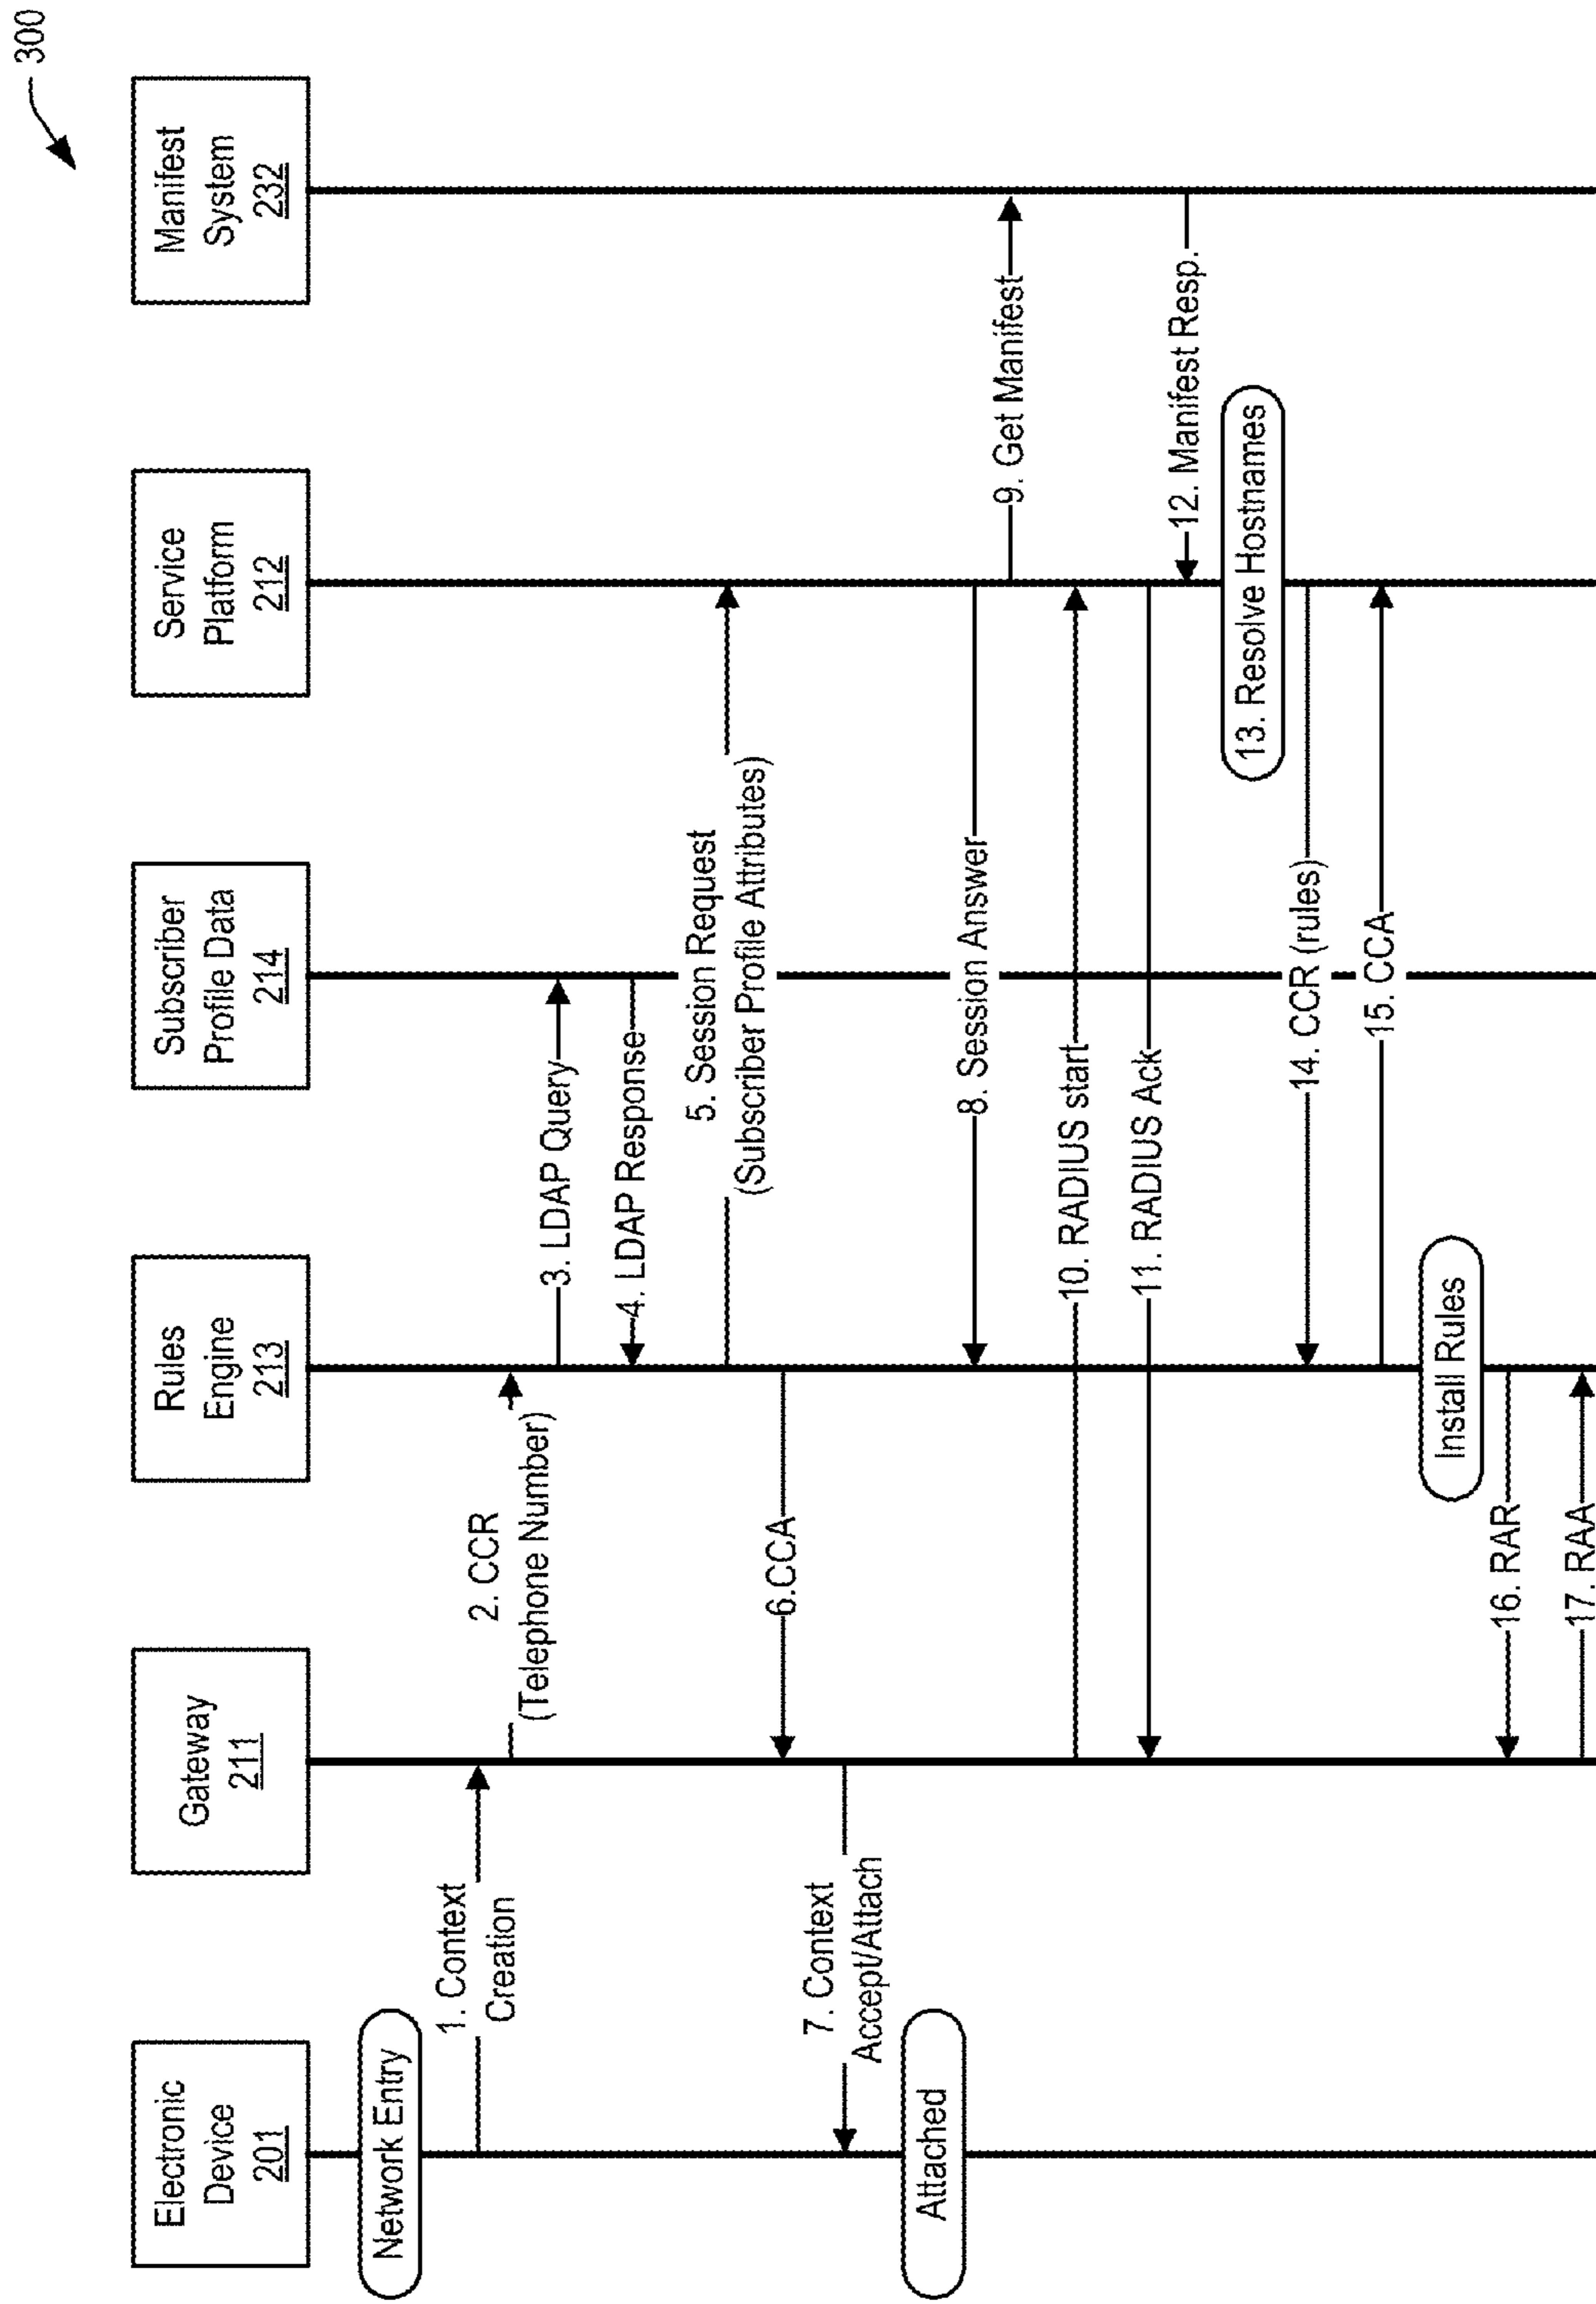 300
Electronic
Device
201
Gateway
211
Rules
Engine
213
Subscriber
Profile Data
214
Service
Platform
212
Manifest
System
232
Network Entry
1. Context
Creation
2. CCR
(Telephone Number)
3. LDAP Query
4. LDAP Response
5. Session Request
(Subscriber Profile Attributes)
6.CCA
7. Context
Accept/Attach
Attached
8. Session Answer
9. Get Manifest
10. RADIUS start
11. RADIUS Ack
12. Manifest Resp.
13. Resolve Hostnames
14. CCR (rules)
15. CCA
Install Rules
16. RAR
17. RAA